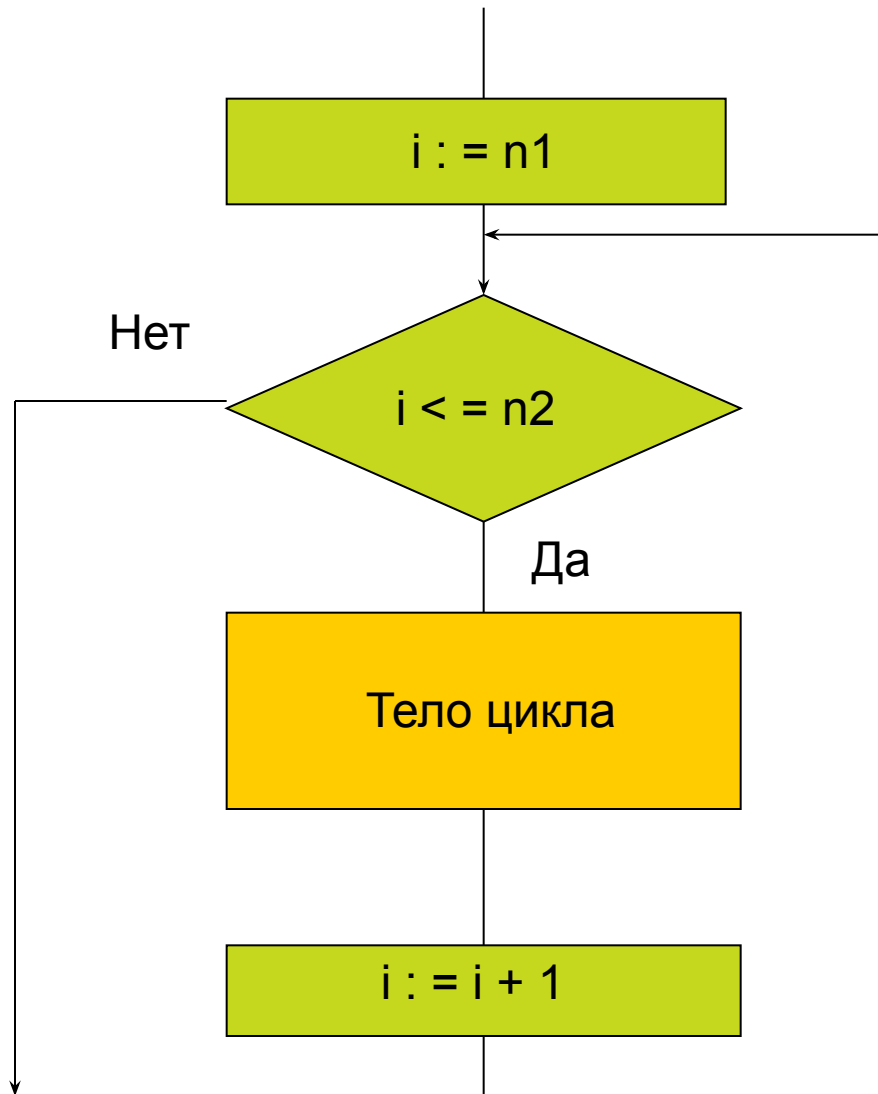 i : = n1
Нет
i < = n2
Да
Тело цикла
i : = i + 1